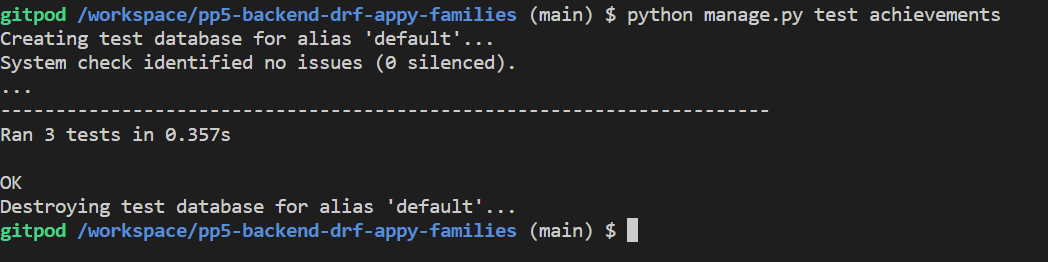 gitpod /workspace/pp5-backend-drf-appy-families (main) $ python manage.py test achievements
Creating test database for alias 'default'...
System check identified no issues (0 silenced).
...
----------------------------------------------------------------------
Ran 3 tests in 0.357s

OK
Destroying test database for alias 'default'...
gitpod /workspace/pp5-backend-drf-appy-families (main) $